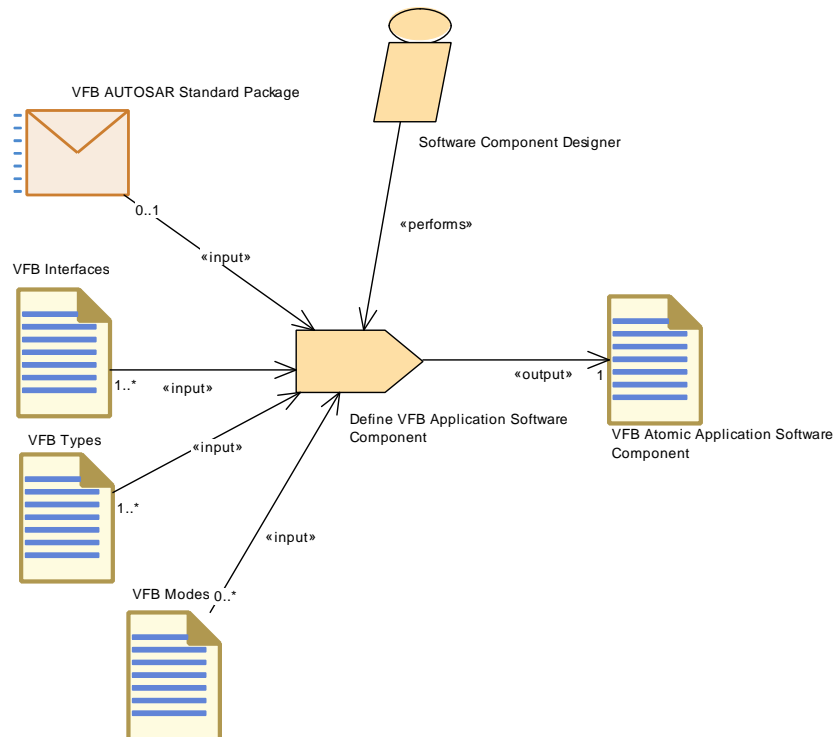 VFB AUTOSAR Standard Package
Software Component Designer
0..1
«performs»
«input»
VFB Interfaces
1..*
«input»
«output»
1
Define VFB Application Software
Component
VFB Atomic Application Software
Component
VFB Types
«input»
1..*
«input»
VFB Modes
0..*